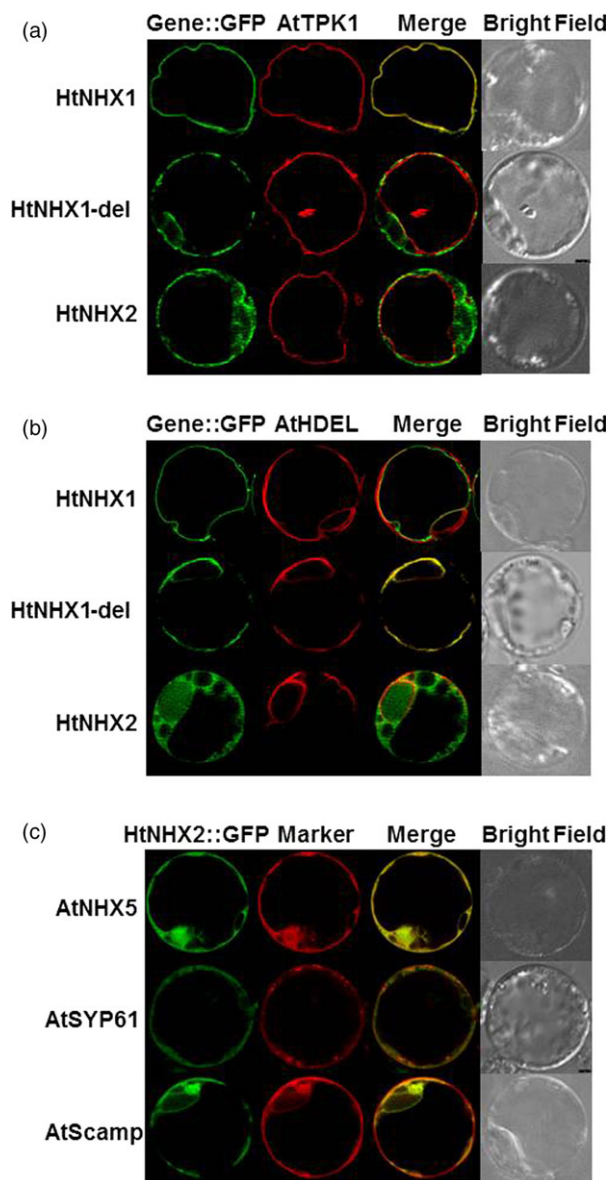 (a) Gene::GFP AtTPK1 Merge Bright Field
HtNHX1
HtNHX1-del
HtNHX2
(b) Gene::GFP AtHDEL Merge Bright Field
HtNHX1
HtNHX1-del
HtNHX2
(c) HtNHX2::GFP Marker Merge Bright Field
AtNHX5
AtSYP61
AtScamp